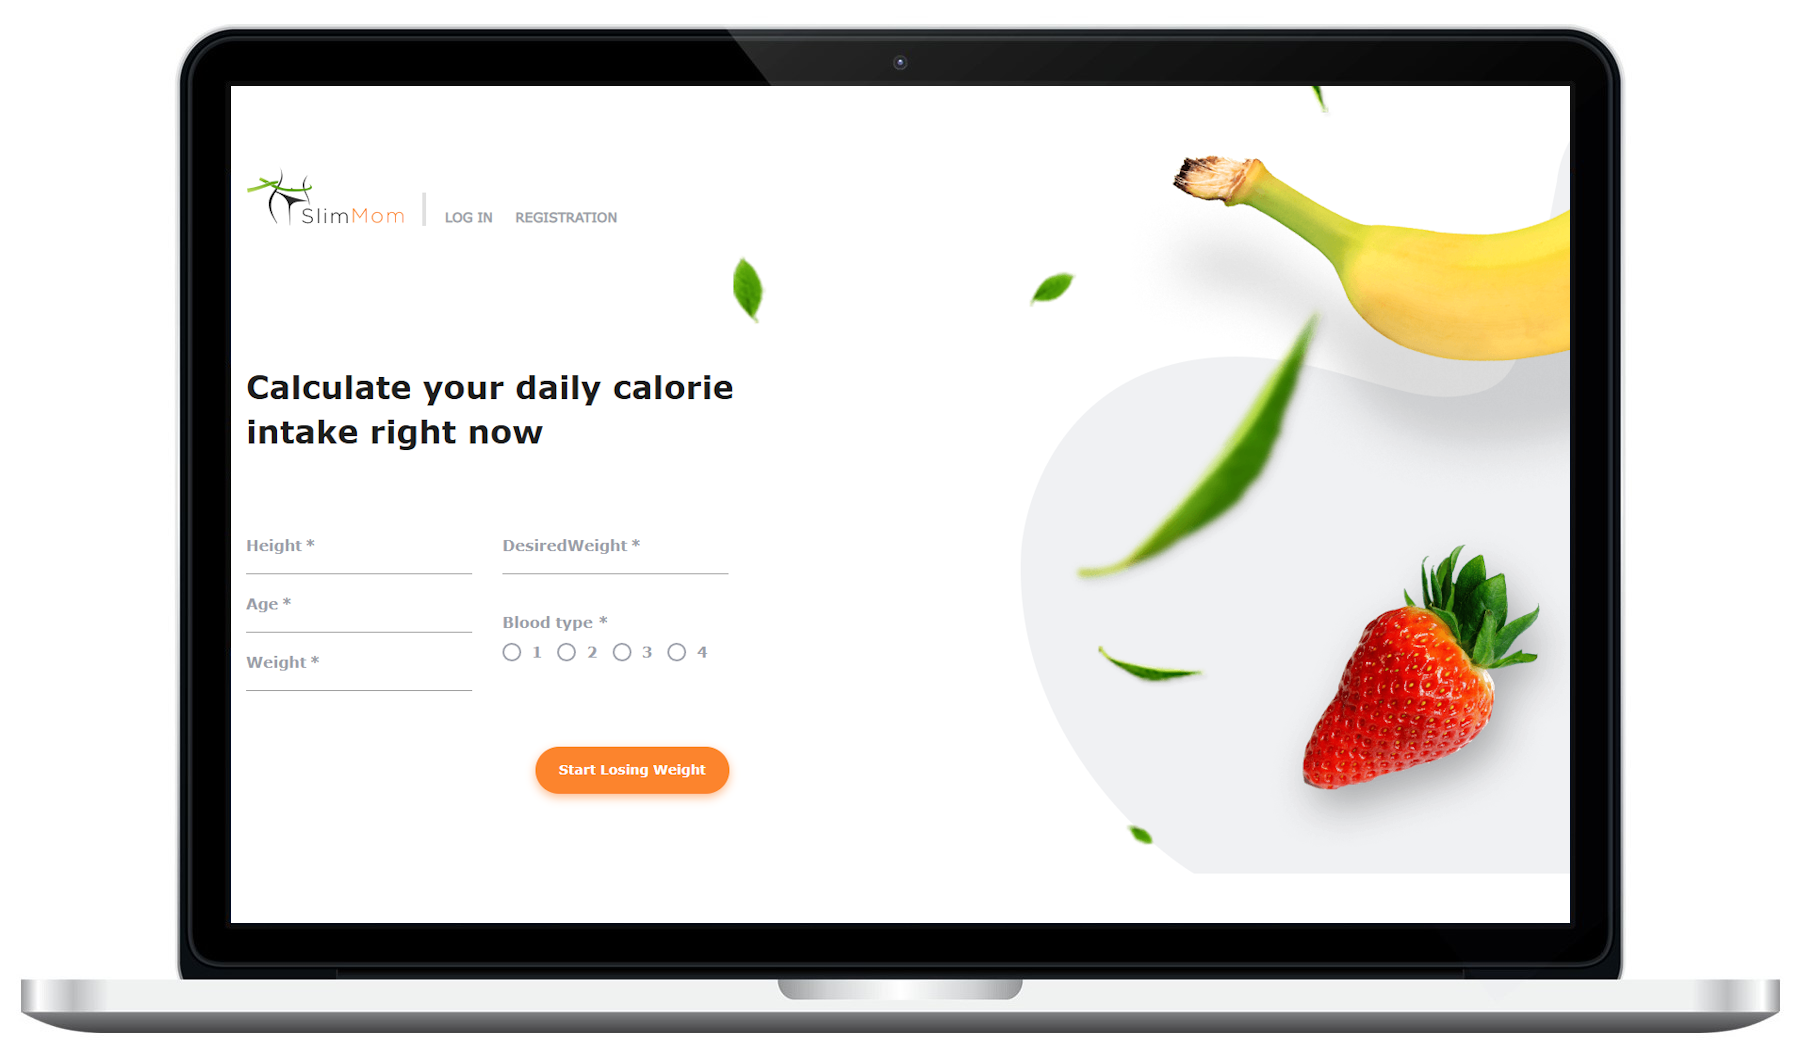 SlimMom
LOG IN
REGISTRATION
Calculate your daily calorie
intake right now
Height *
DesiredWeight *
Age *
Blood type *
1 2 3 4
Weight *
Start Losing Weight